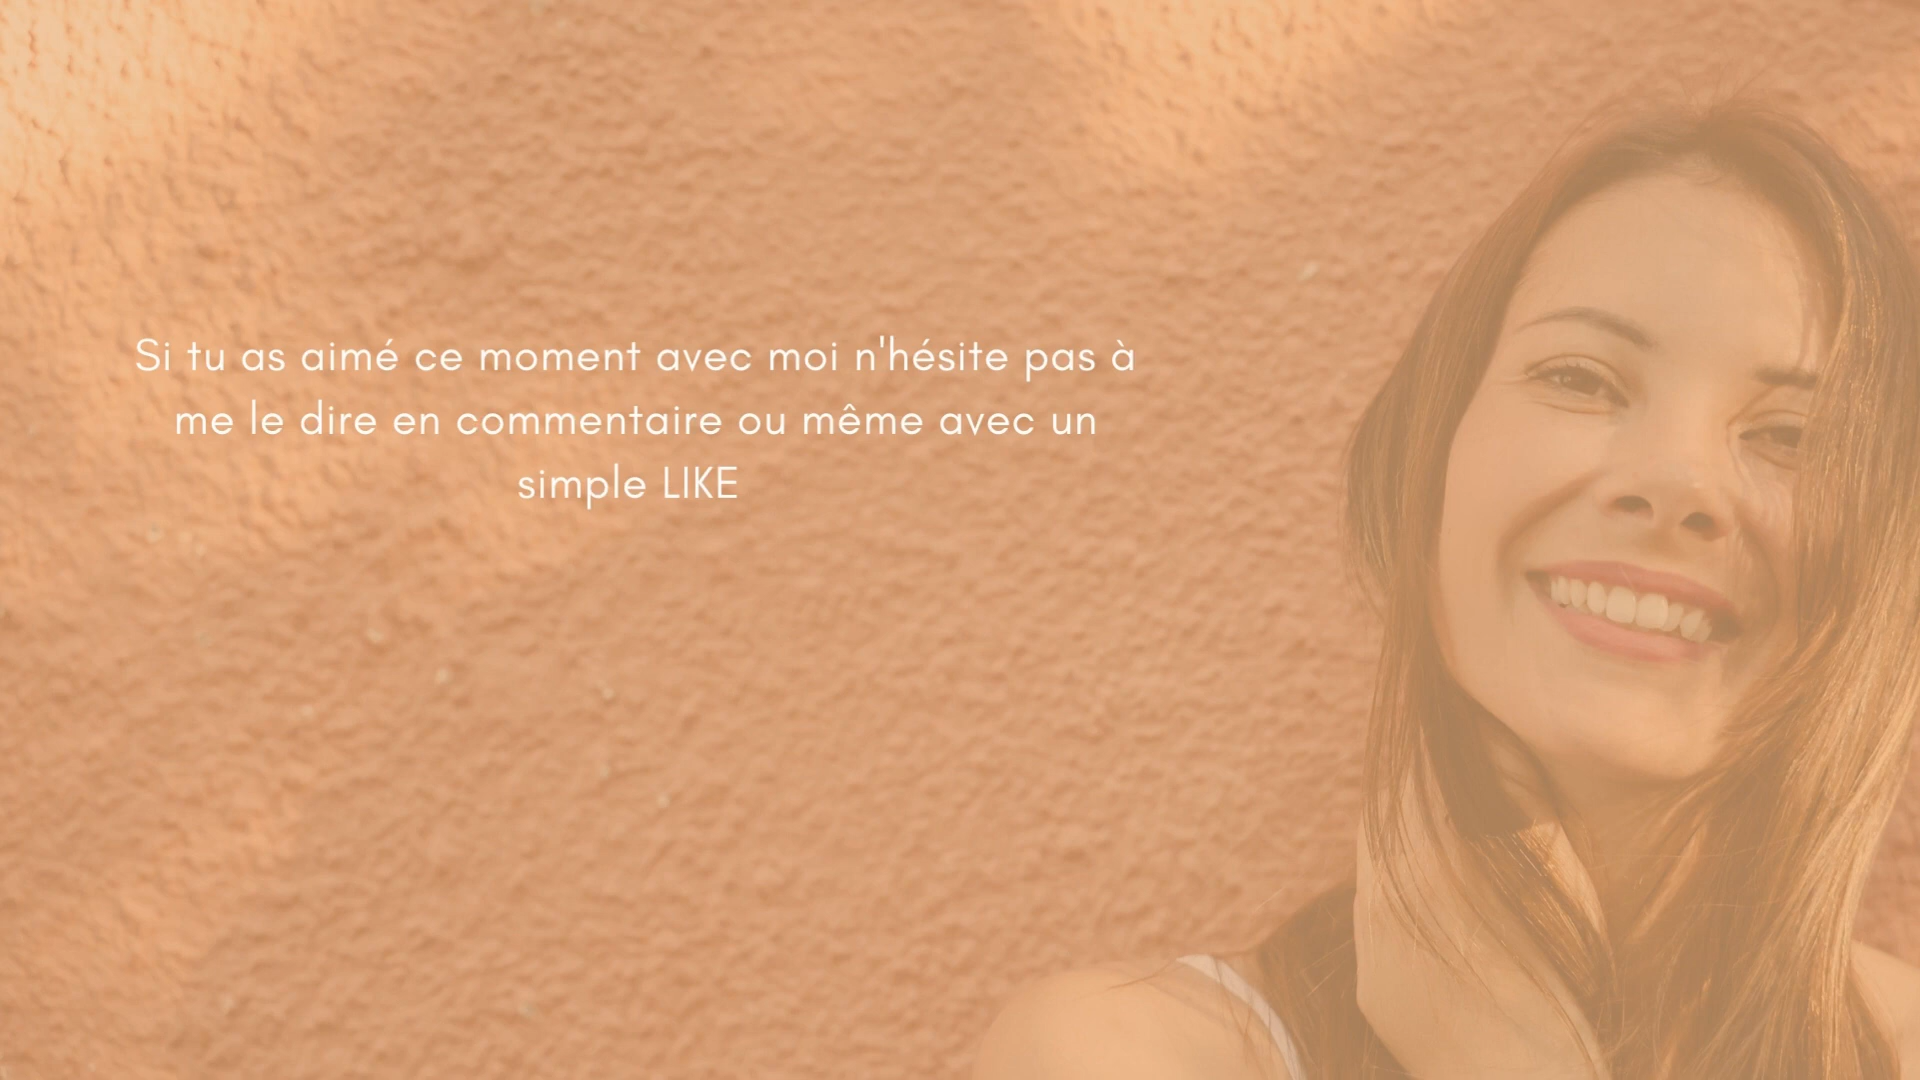 Si tu as aimé ce moment avec moi n'hésite pas à
me le dire en commentaire ou même avec un
simple LIKE